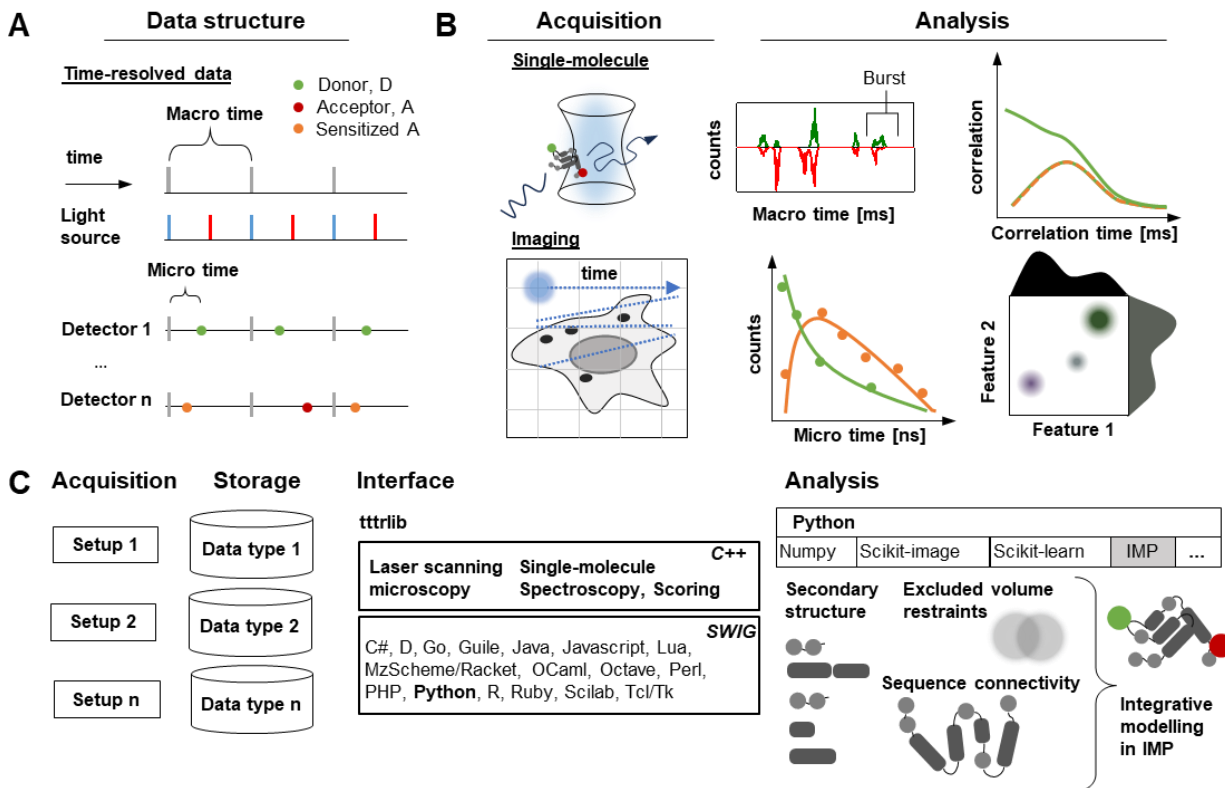 A
Data structure
Time-resolved data
Donor, D
Acceptor, A
Sensitized A
Macro time
time
Light
source
Micro time
Detector 1
...
Detector n
B
Acquisition
Analysis
Single-molecule
Imaging
time
Burst
counts
Macro time [ms]
correlation
Correlation time [ms]
counts
Micro time [ns]
Feature 2
Feature 1
C
Acquisition
Storage
Interface
Analysis
Setup 1
Data type 1
Setup 2
Data type 2
Setup n
Data type n
tttrlib
C++
Laser scanning
microscopy
Single-molecule
Spectroscopy, Scoring
SWIG
C#, D, Go, Guile, Java, Javascript, Lua,
MzScheme/Racket, OCaml, Octave, Perl,
PHP, Python, R, Ruby, Scilab, Tcl/Tk
Python
Numpy Scikit-image Scikit-learn IMP ...
Secondary
structure
Excluded volume
restraints
Sequence connectivity
Integrative
modelling
in IMP